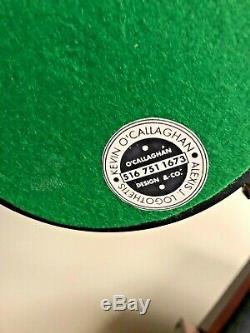 KEVIN O'CALLAGHAN • ALEXIS J. LOGOTHETIS •
O'CALLAGHAN
516 751 1673
DESIGN & CO.